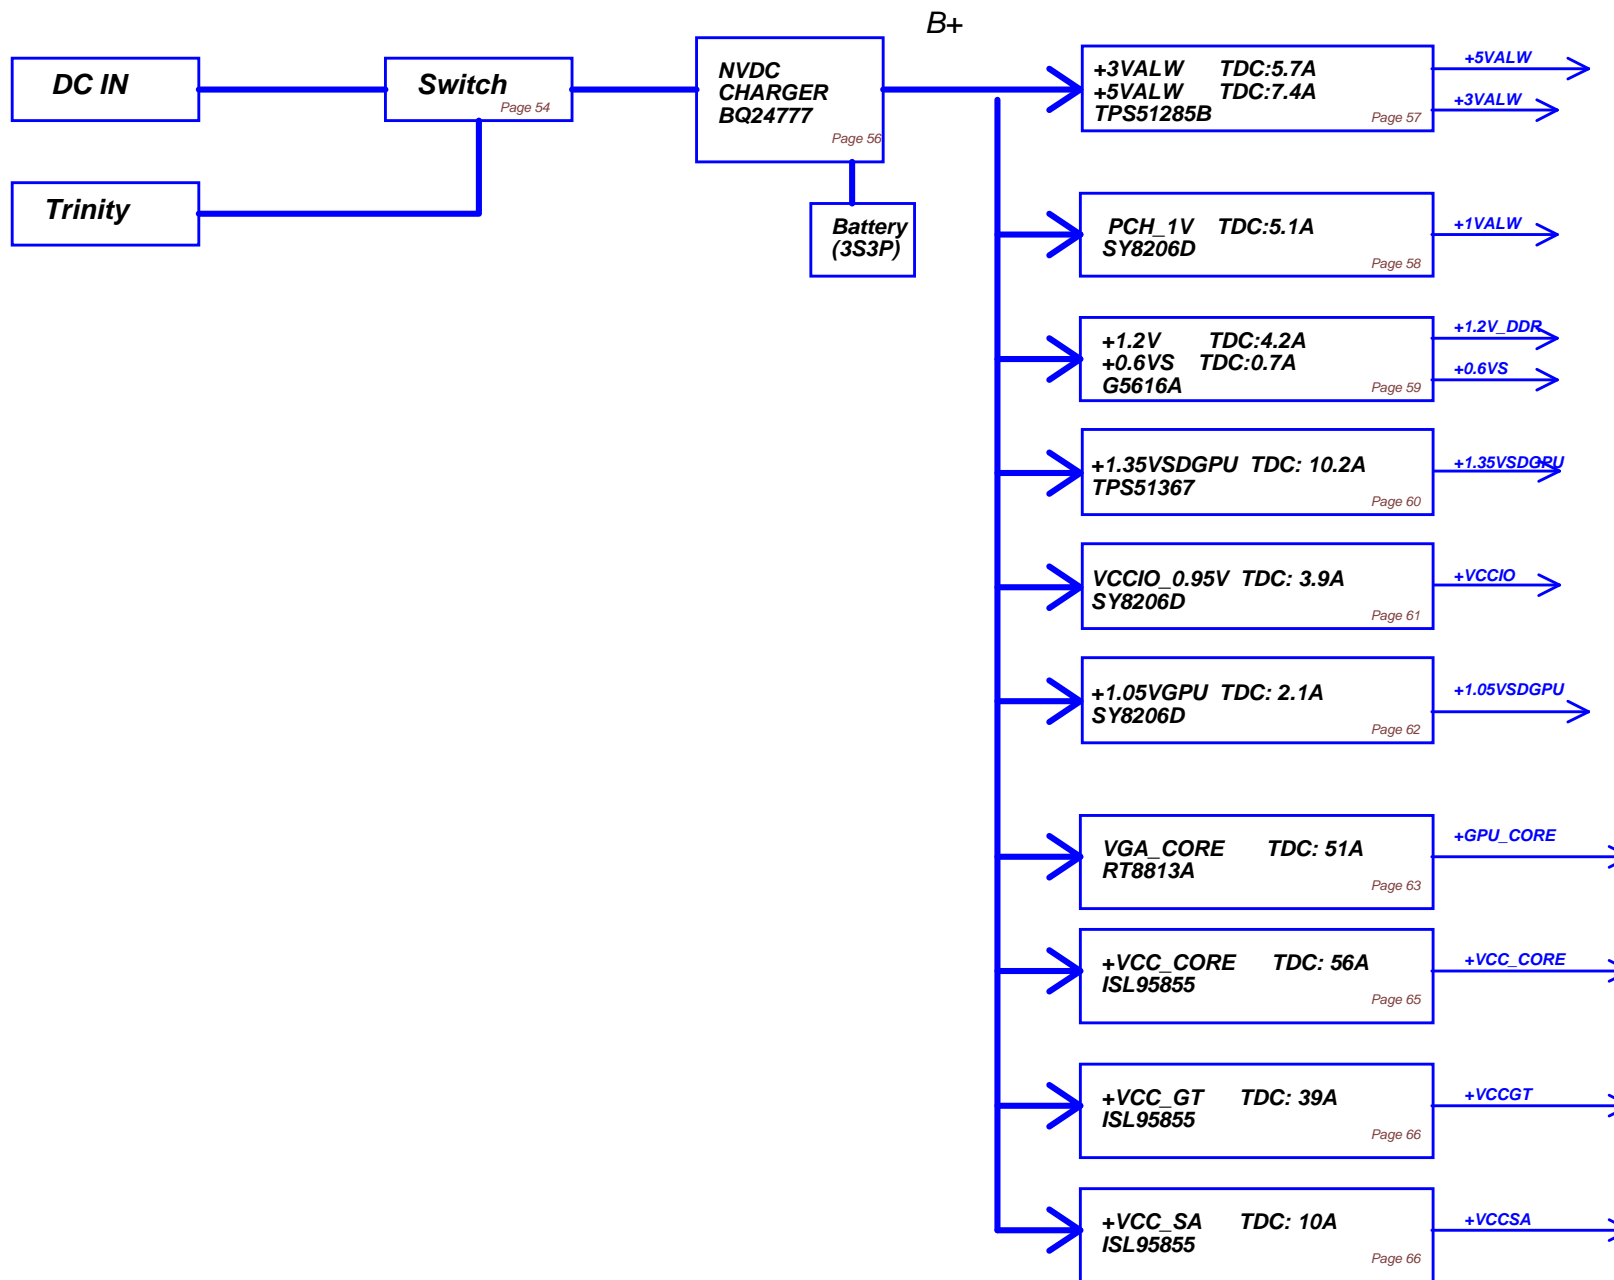 B+
DC IN
Switch
Page 54
Trinity
NVDC
CHARGER
BQ24777
Page 56
Battery
(3S3P)
+3VALW TDC:5.7A
+5VALW TDC:7.4A
TPS51285B
Page 57
+5VALW
+3VALW
PCH_1V TDC:5.1A
SY8206D
Page 58
+1VALW
+1.2V TDC:4.2A
+0.6VS TDC:0.7A
G5616A
Page 59
+1.2V_DDR
+0.6VS
+1.35VSDGPU TDC: 10.2A
TPS51367
Page 60
+1.35VSDGPU
VCCIO_0.95V TDC: 3.9A
SY8206D
Page 61
+VCCIO
+1.05VGPU TDC: 2.1A
SY8206D
Page 62
+1.05VSDGPU
VGA_CORE TDC: 51A
RT8813A
Page 63
+GPU_CORE
+VCC_CORE TDC: 56A
ISL95855
Page 65
+VCC_CORE
+VCC_GT TDC: 39A
ISL95855
Page 66
+VCCGT
+VCC_SA TDC: 10A
ISL95855
Page 66
+VCCSA